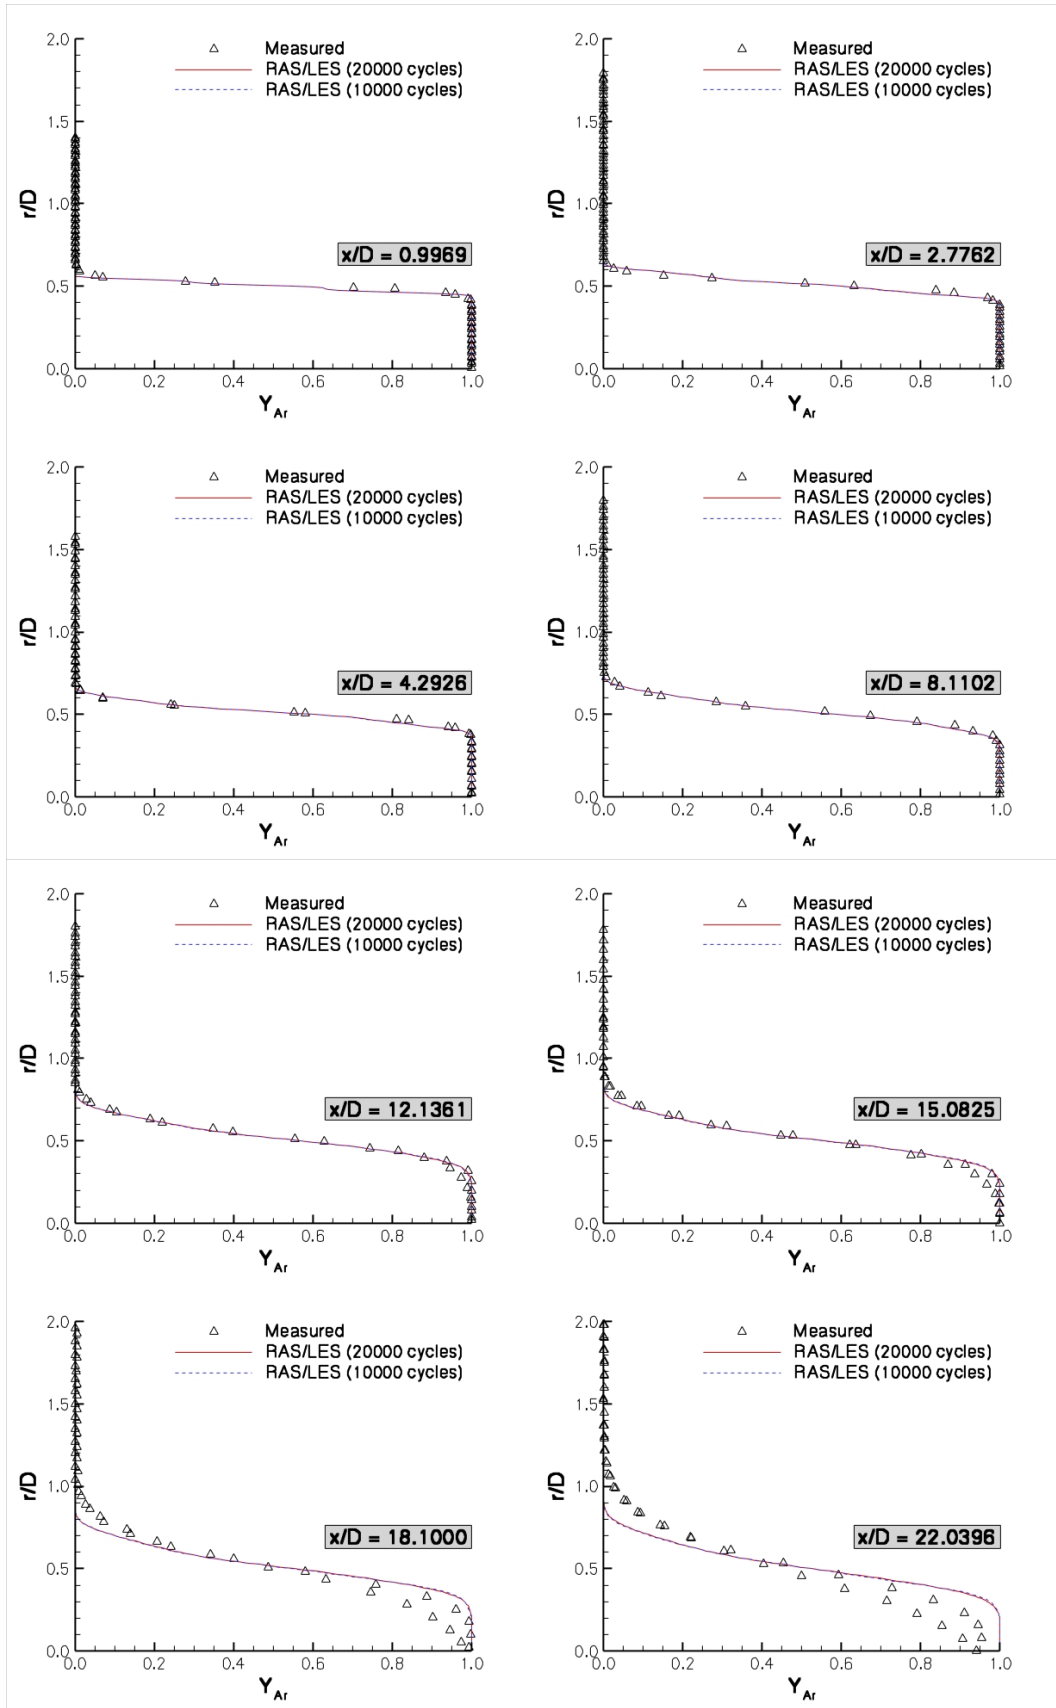 2.0
1.5
1.0
0.5
0.0
r/D
Measured
RAS/LES (20000 cycles)
RAS/LES (10000 cycles)
x/D = 0.9969
0.0 0.2 0.4 0.6 0.8 1.0
Y_Ar
2.0
1.5
1.0
0.5
0.0
r/D
Measured
RAS/LES (20000 cycles)
RAS/LES (10000 cycles)
x/D = 2.7762
0.0 0.2 0.4 0.6 0.8 1.0
Y_Ar
2.0
1.5
1.0
0.5
0.0
r/D
Measured
RAS/LES (20000 cycles)
RAS/LES (10000 cycles)
x/D = 4.2926
0.0 0.2 0.4 0.6 0.8 1.0
Y_Ar
2.0
1.5
1.0
0.5
0.0
r/D
Measured
RAS/LES (20000 cycles)
RAS/LES (10000 cycles)
x/D = 8.1102
0.0 0.2 0.4 0.6 0.8 1.0
Y_Ar
2.0
1.5
1.0
0.5
0.0
r/D
Measured
RAS/LES (20000 cycles)
RAS/LES (10000 cycles)
x/D = 12.1361
0.0 0.2 0.4 0.6 0.8 1.0
Y_Ar
2.0
1.5
1.0
0.5
0.0
r/D
Measured
RAS/LES (20000 cycles)
RAS/LES (10000 cycles)
x/D = 15.0825
0.0 0.2 0.4 0.6 0.8 1.0
Y_Ar
2.0
1.5
1.0
0.5
0.0
r/D
Measured
RAS/LES (20000 cycles)
RAS/LES (10000 cycles)
x/D = 18.1000
0.0 0.2 0.4 0.6 0.8 1.0
Y_Ar
2.0
1.5
1.0
0.5
0.0
r/D
Measured
RAS/LES (20000 cycles)
RAS/LES (10000 cycles)
x/D = 22.0396
0.0 0.2 0.4 0.6 0.8 1.0
Y_Ar